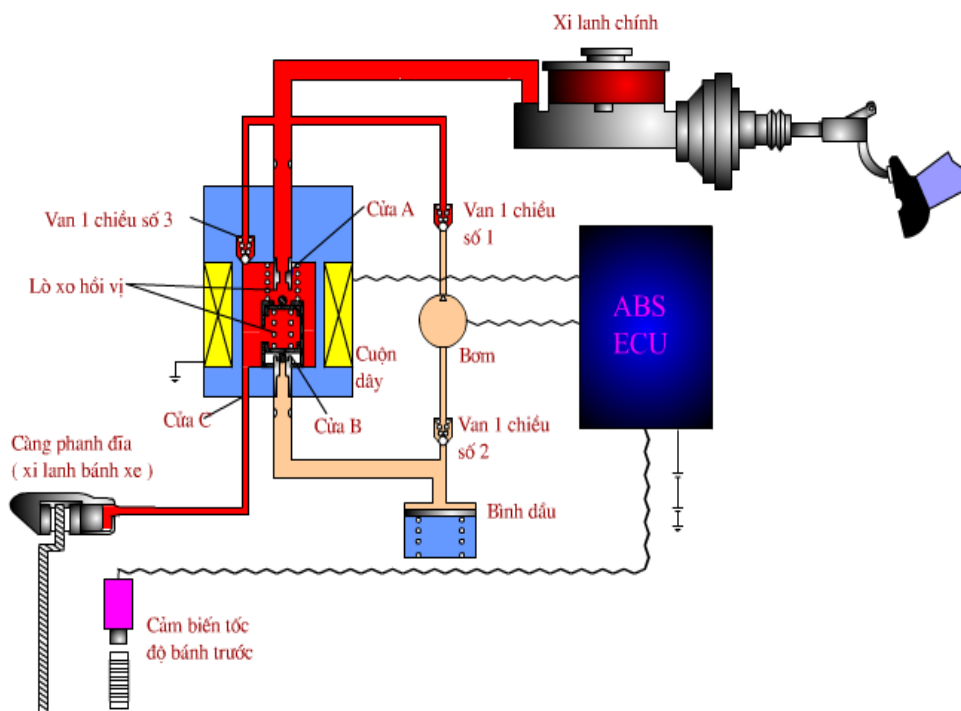 Xi lanh chính
Van 1 chiều số 3
Cửa A
Van 1 chiều
số 1
Lò xo hồi vị
ABS
ECU
Bơm
Cuộn
dây
Cửa C
Cửa B
Van 1 chiều
số 2
Càng phanh đĩa
( xi lanh bánh xe )
Bình dầu
Cảm biến tốc
độ bánh trước